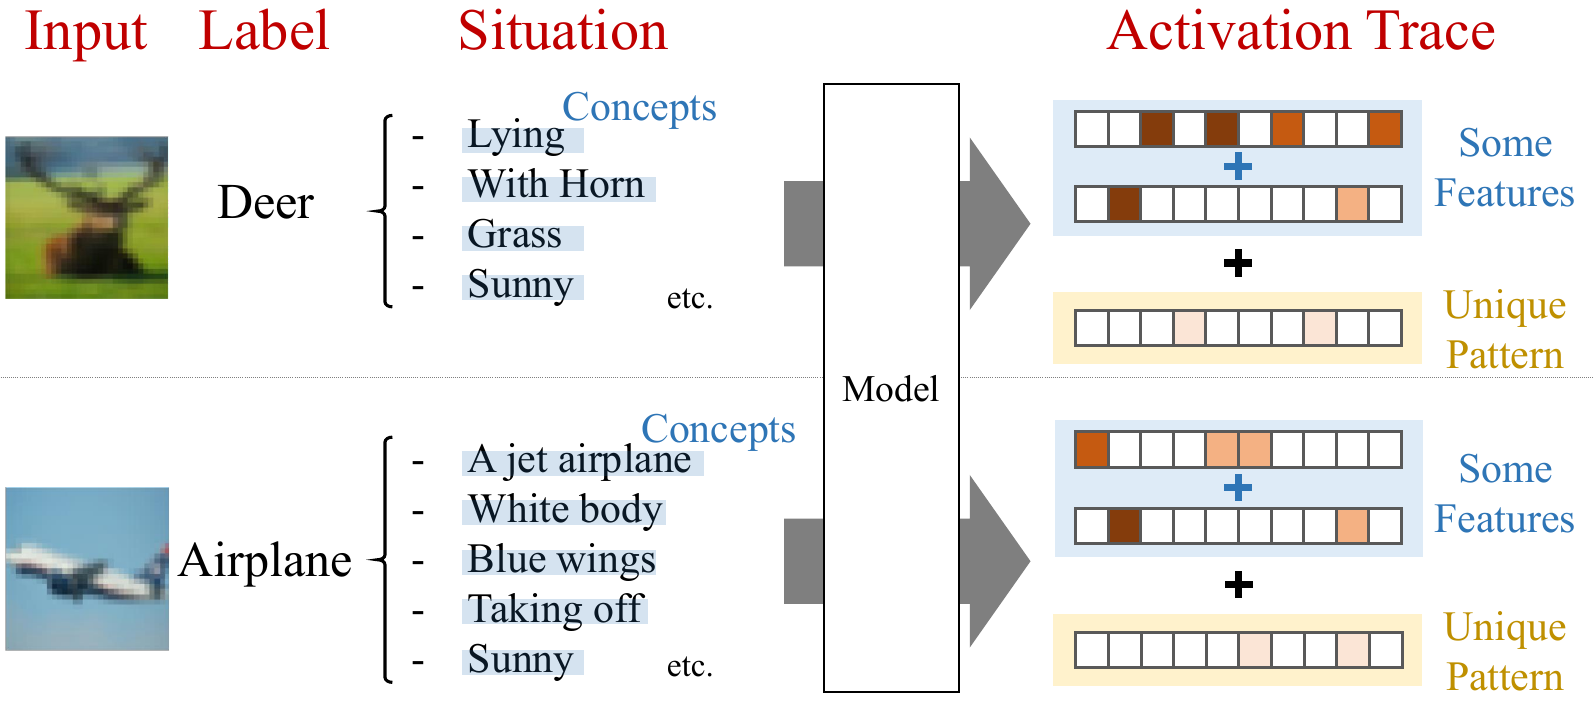 Input Label Situation Activation Trace
Concepts
- Lying
- With Horn
- Grass
- Sunny
etc.
Deer
Some
Features
Unique
Pattern
Model
Concepts
- A jet airplane
- White body
- Blue wings
- Taking off
- Sunny
etc.
Airplane
Some
Features
Unique
Pattern